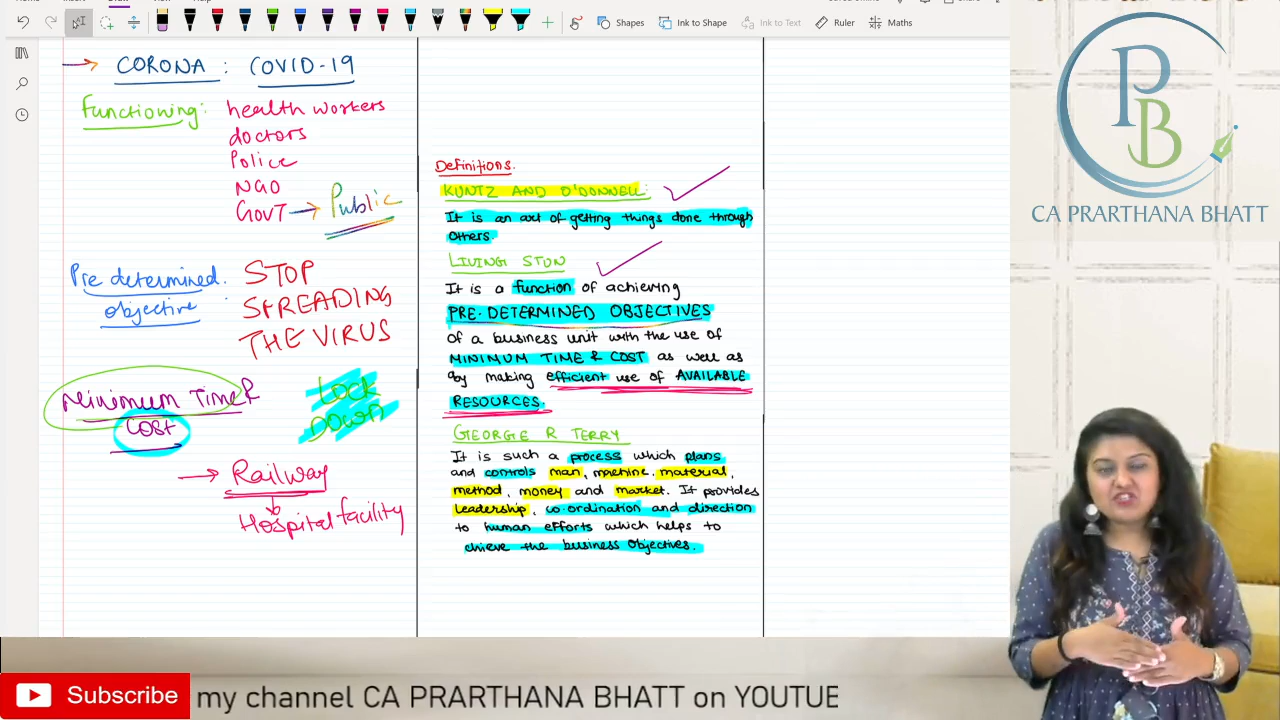 Shapes
Ink to Shape
Ink to Text
Ruler
Maths
→ CORONA : COVID-19
Functioning: health workers
doctors
Police
NGO
GOVT → Public
Pre determined objective: STOP
SPREADING
THE VIRUS
Minimum Time &
Cost
Lock
Down
→ Railway
Hospital facility
Definitions.
KUNTZ AND O'DONNELL:
It is an art of getting things done through
others.
LIVING STUN
It is a function of achieving
PRE-DETERMINED OBJECTIVES
of a business unit with the use of
MINIMUM TIME & COST as well as
by making efficient use of AVAILABLE
RESOURCES.
GEORGE R TERRY
It is such a process which plans
and controls man, machine, material,
method, money and market. It provides
leadership, co-ordination and direction
to human efforts which helps to
chieve the business objectives.
PB
CA PRARTHANA BHATT
Subscribe
my channel CA PRARTHANA BHATT on YOUTUBE